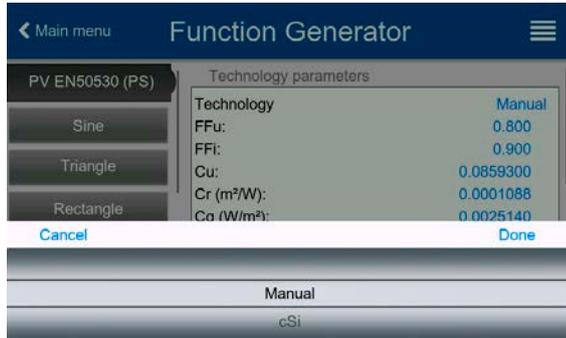 Main menu
Function Generator
PV EN50530 (PS)
Sine
Triangle
Rectangle
Technology parameters
Technology Manual
FFu: 0.800
FFi: 0.900
Cu: 0.0859300
Cr (m²/W): 0.0001088
Cg (W/m²): 0.0025140
Cancel
Done
Manual
cSi